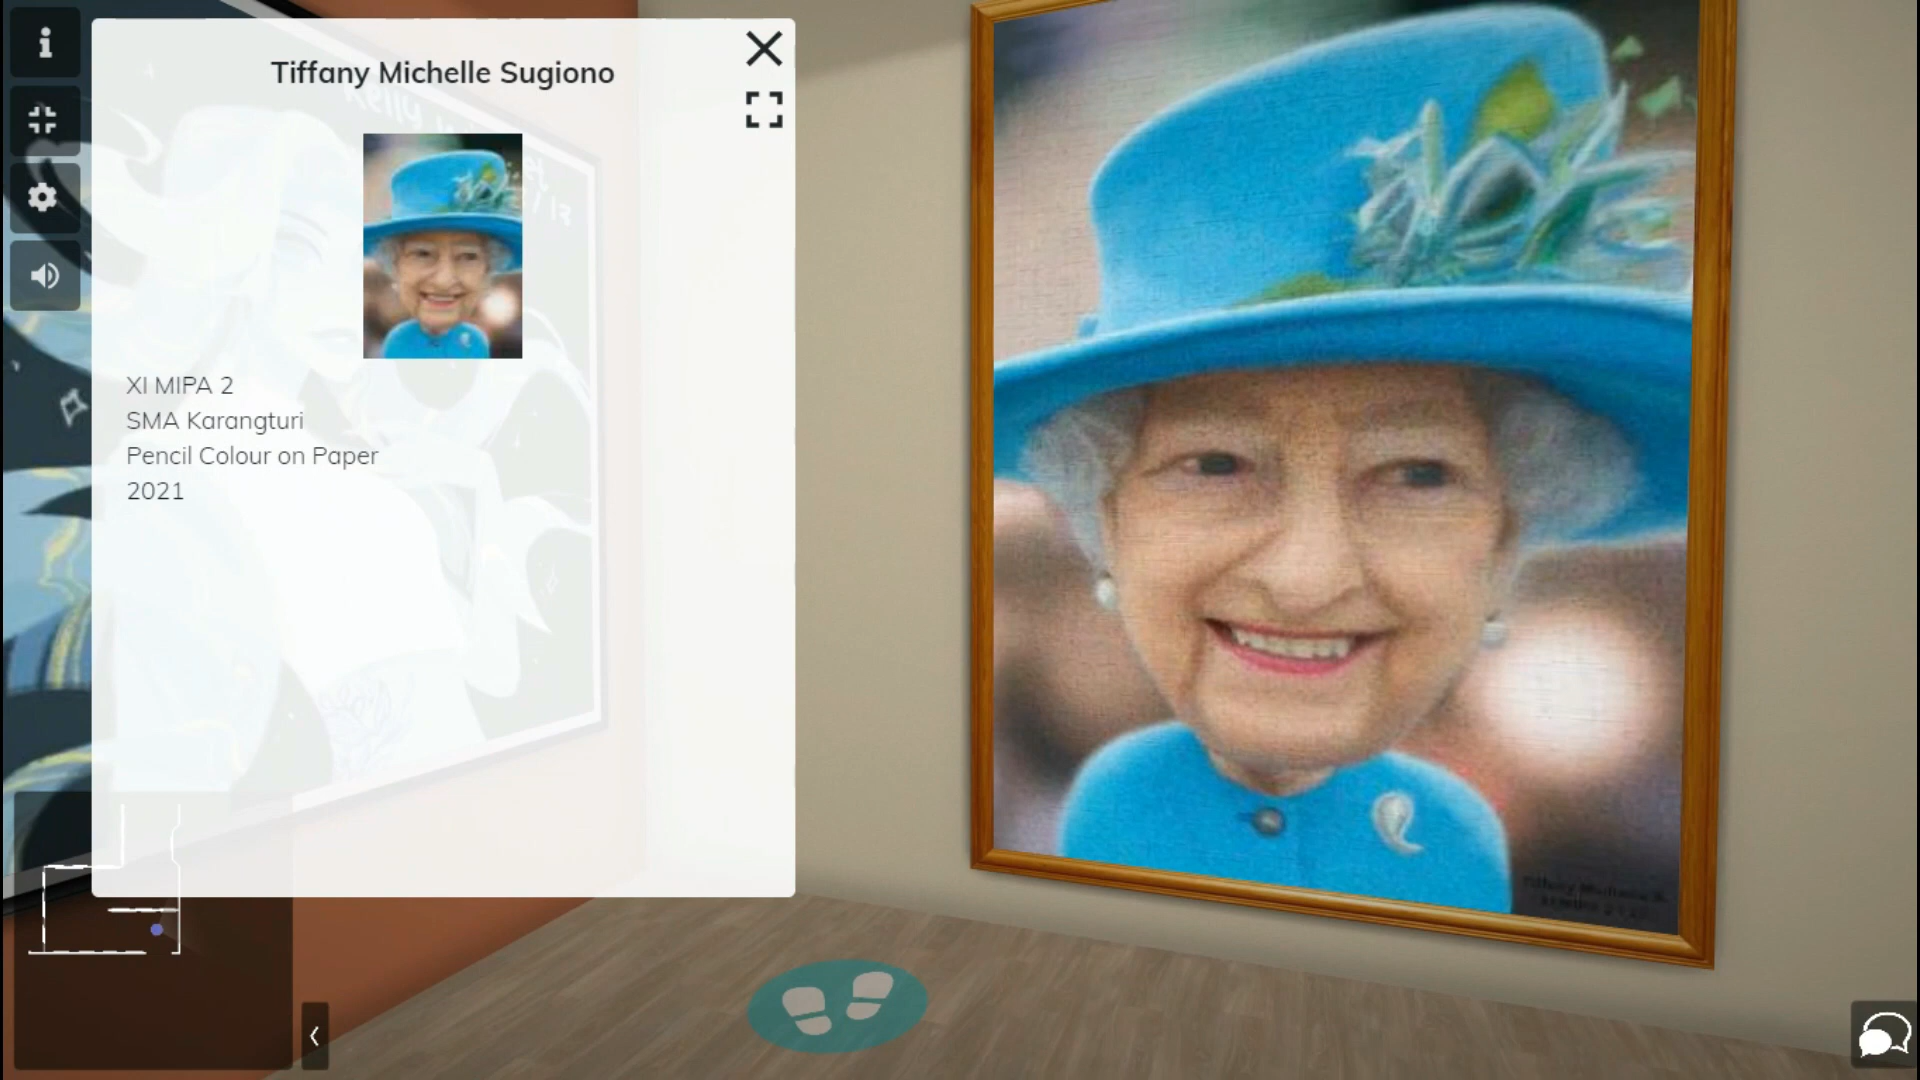 Tiffany Michelle Sugiono
XI MIPA 2
SMA Karangturi
Pencil Colour on Paper
2021